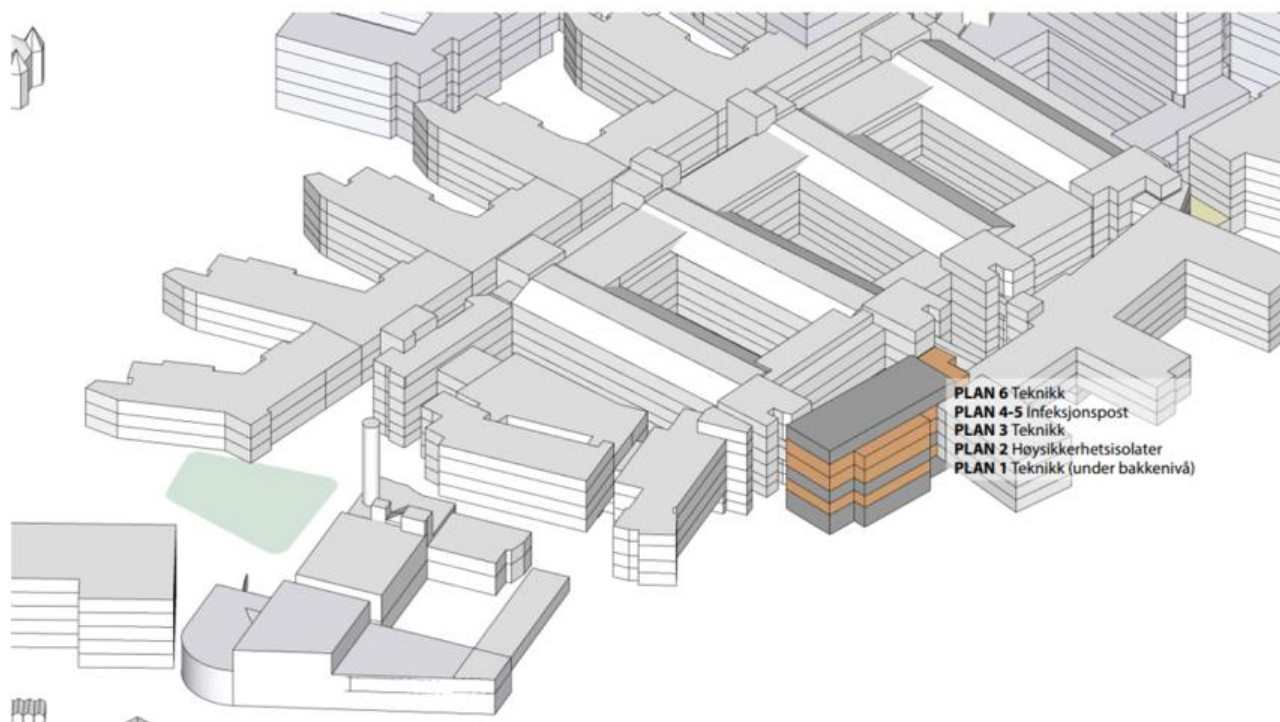 PLAN 6 Teknikk
PLAN 4-5 Infeksjonspost
PLAN 3 Teknikk
PLAN 2 Høysikkerhetsisolater
PLAN 1 Teknikk (under bakkenivå)